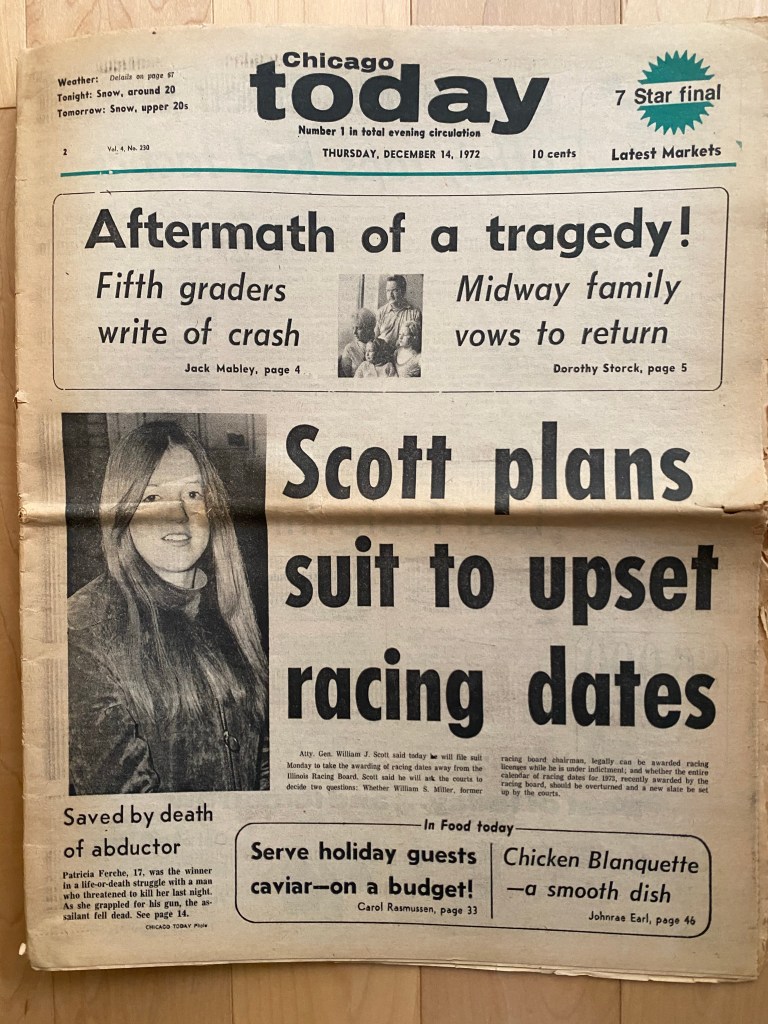 Weather: Details on page 67
Tonight: Snow, around 20
Tomorrow: Snow, upper 20s
Chicago
today
Number 1 in total evening circulation
7 Star final
2
Vol. 4, No. 230
THURSDAY, DECEMBER 14, 1972
10 cents
Latest Markets
Aftermath of a tragedy!
Fifth graders
write of crash
Jack Mabley, page 4
Midway family
vows to return
Dorothy Storck, page 5
Scott plans
suit to upset
racing dates
Atty. Gen. William J. Scott said today he will file suit
Monday to take the awarding of racing dates away from the
Illinois Racing Board. Scott said he will ask the courts to
decide two questions: Whether William S. Miller, former
racing board chairman, legally can be awarded racing
licenses while he is under indictment; and whether the entire
calendar of racing dates for 1973, recently awarded by the
racing board, should be overturned and a new slate be set
up by the courts.
Saved by death
of abductor
Patricia Ferche, 17, was the winner
in a life-or-death struggle with a man
who threatened to kill her last night.
As she grappled for his gun, the as-
sailant fell dead. See page 14.
CHICAGO TODAY Photo
In Food today
Serve holiday guests
caviar—on a budget!
Carol Rasmussen, page 33
Chicken Blanquette
—a smooth dish
Johnrae Earl, page 46